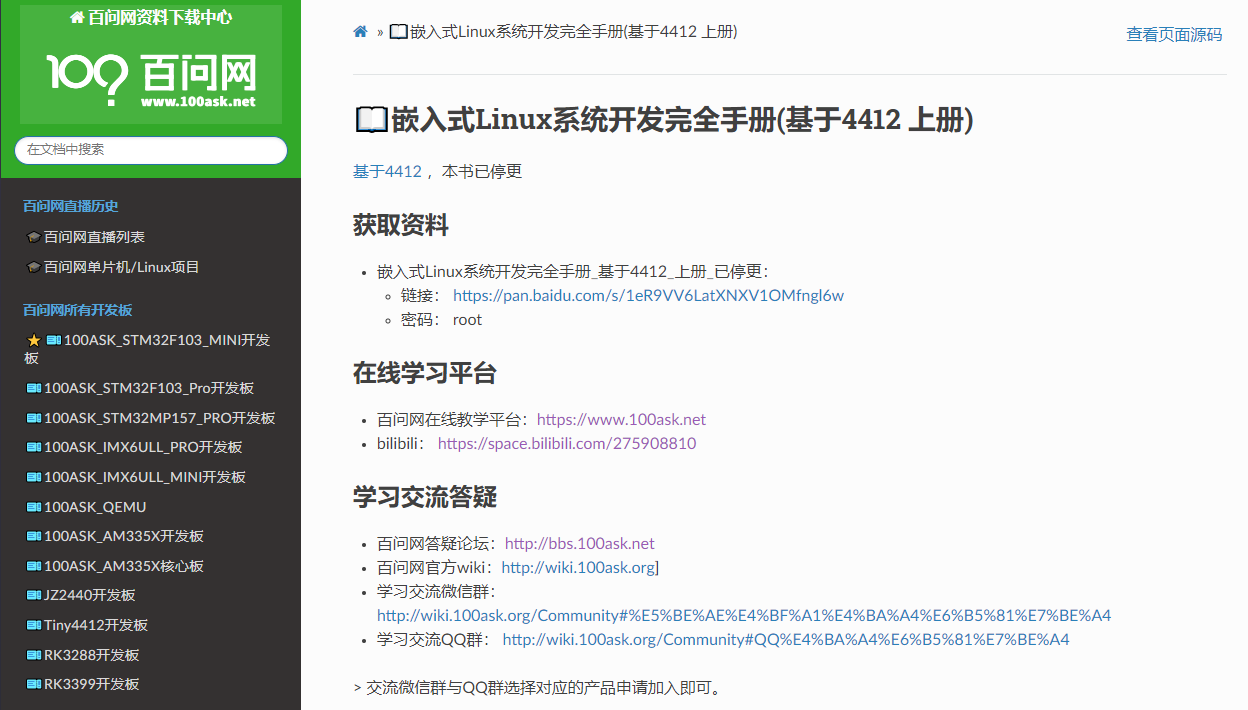 百问网资料下载中心
100 百问网
www.100ask.net
在文档中搜索
百问网直播历史
百问网直播列表
百问网单片机/Linux项目
百问网所有开发板
100ASK_STM32F103_MINI开发
板
100ASK_STM32F103_Pro开发板
100ASK_STM32MP157_PRO开发板
100ASK_IMX6ULL_PRO开发板
100ASK_IMX6ULL_MINI开发板
100ASK_QEMU
100ASK_AM335X开发板
100ASK_AM335X核心板
JZ2440开发板
Tiny4412开发板
RK3288开发板
RK3399开发板
» 嵌入式Linux系统开发完全手册(基于4412 上册)
查看页面源码
嵌入式Linux系统开发完全手册(基于4412 上册)
基于4412 ，本书已停更
获取资料
嵌入式Linux系统开发完全手册_基于4412_上册_已停更：
链接： https://pan.baidu.com/s/1eR9VV6LatXNXV1OMfngl6w
密码： root
在线学习平台
百问网在线教学平台：https://www.100ask.net
bilibili： https://space.bilibili.com/275908810
学习交流答疑
百问网答疑论坛：http://bbs.100ask.net
百问网官方wiki：http://wiki.100ask.org]
学习交流微信群：
http://wiki.100ask.org/Community#%E5%BE%AE%E4%BF%A1%E4%BA%A4%E6%B5%81%E7%BE%A4
学习交流QQ群： http://wiki.100ask.org/Community#QQ%E4%BA%A4%E6%B5%81%E7%BE%A4
> 交流微信群与QQ群选择对应的产品申请加入即可。